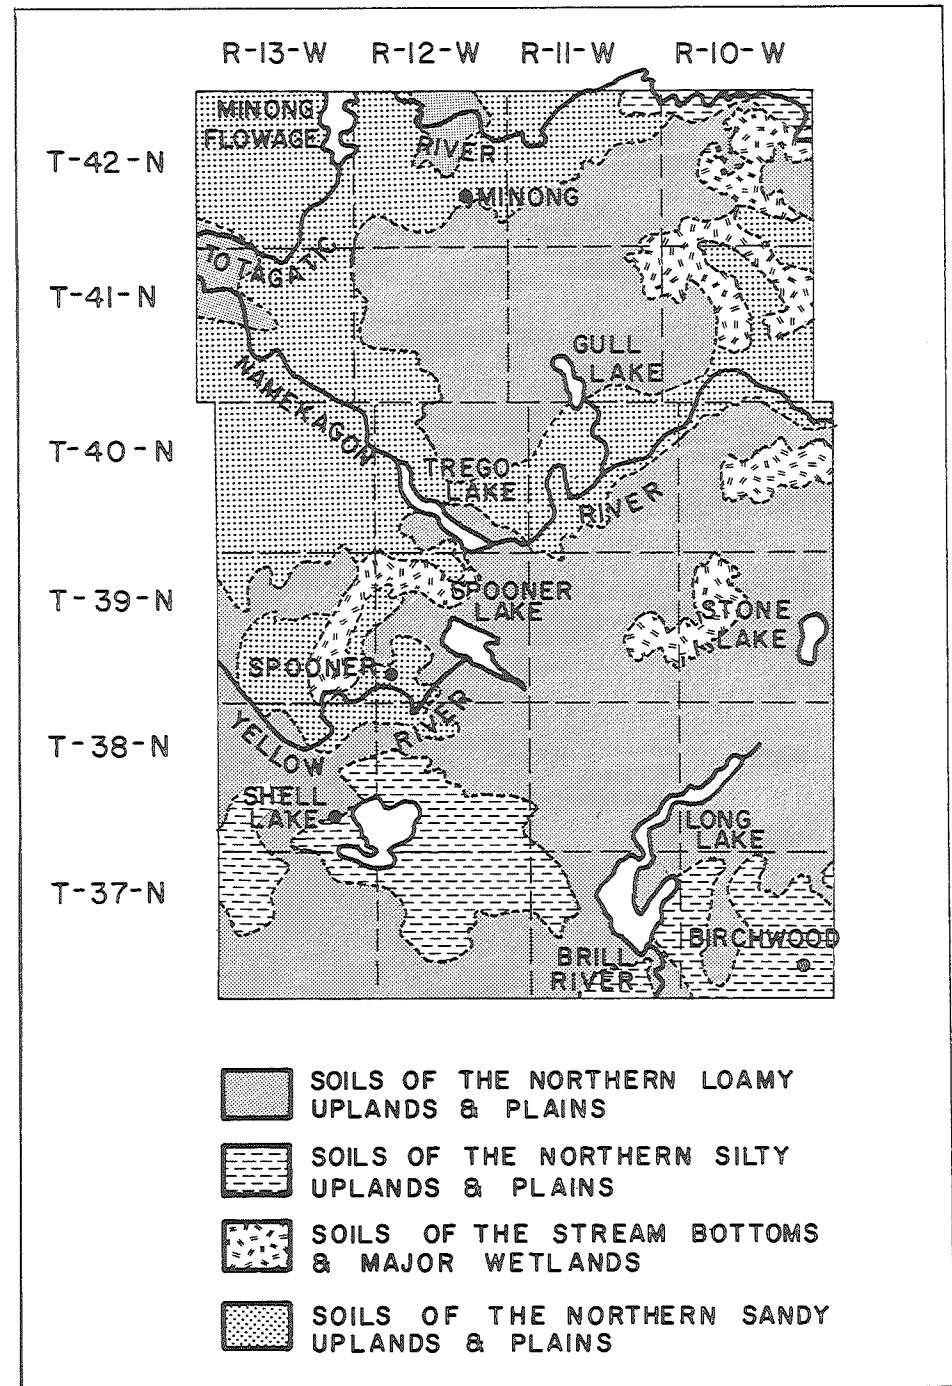 R-13-W R-12-W R-11-W R-10-W
MINONG
FLOWAGE
T-42-N
RIVER
MINONG
TO TAGATIC
T-41-N
GULL
LAKE
NAMEKAGON
T-40-N
TREGO
LAKE
RIVER
T-39-N
SPOONER
LAKE
STONE
LAKE
SPOONER
T-38-N
YELLOW
RIVER
SHELL
LAKE
LONG
LAKE
T-37-N
BIRCHWOOD
BRILL
RIVER
SOILS OF THE NORTHERN LOAMY
UPLANDS & PLAINS
SOILS OF THE NORTHERN SILTY
UPLANDS & PLAINS
SOILS OF THE STREAM BOTTOMS
& MAJOR WETLANDS
SOILS OF THE NORTHERN SANDY
UPLANDS & PLAINS